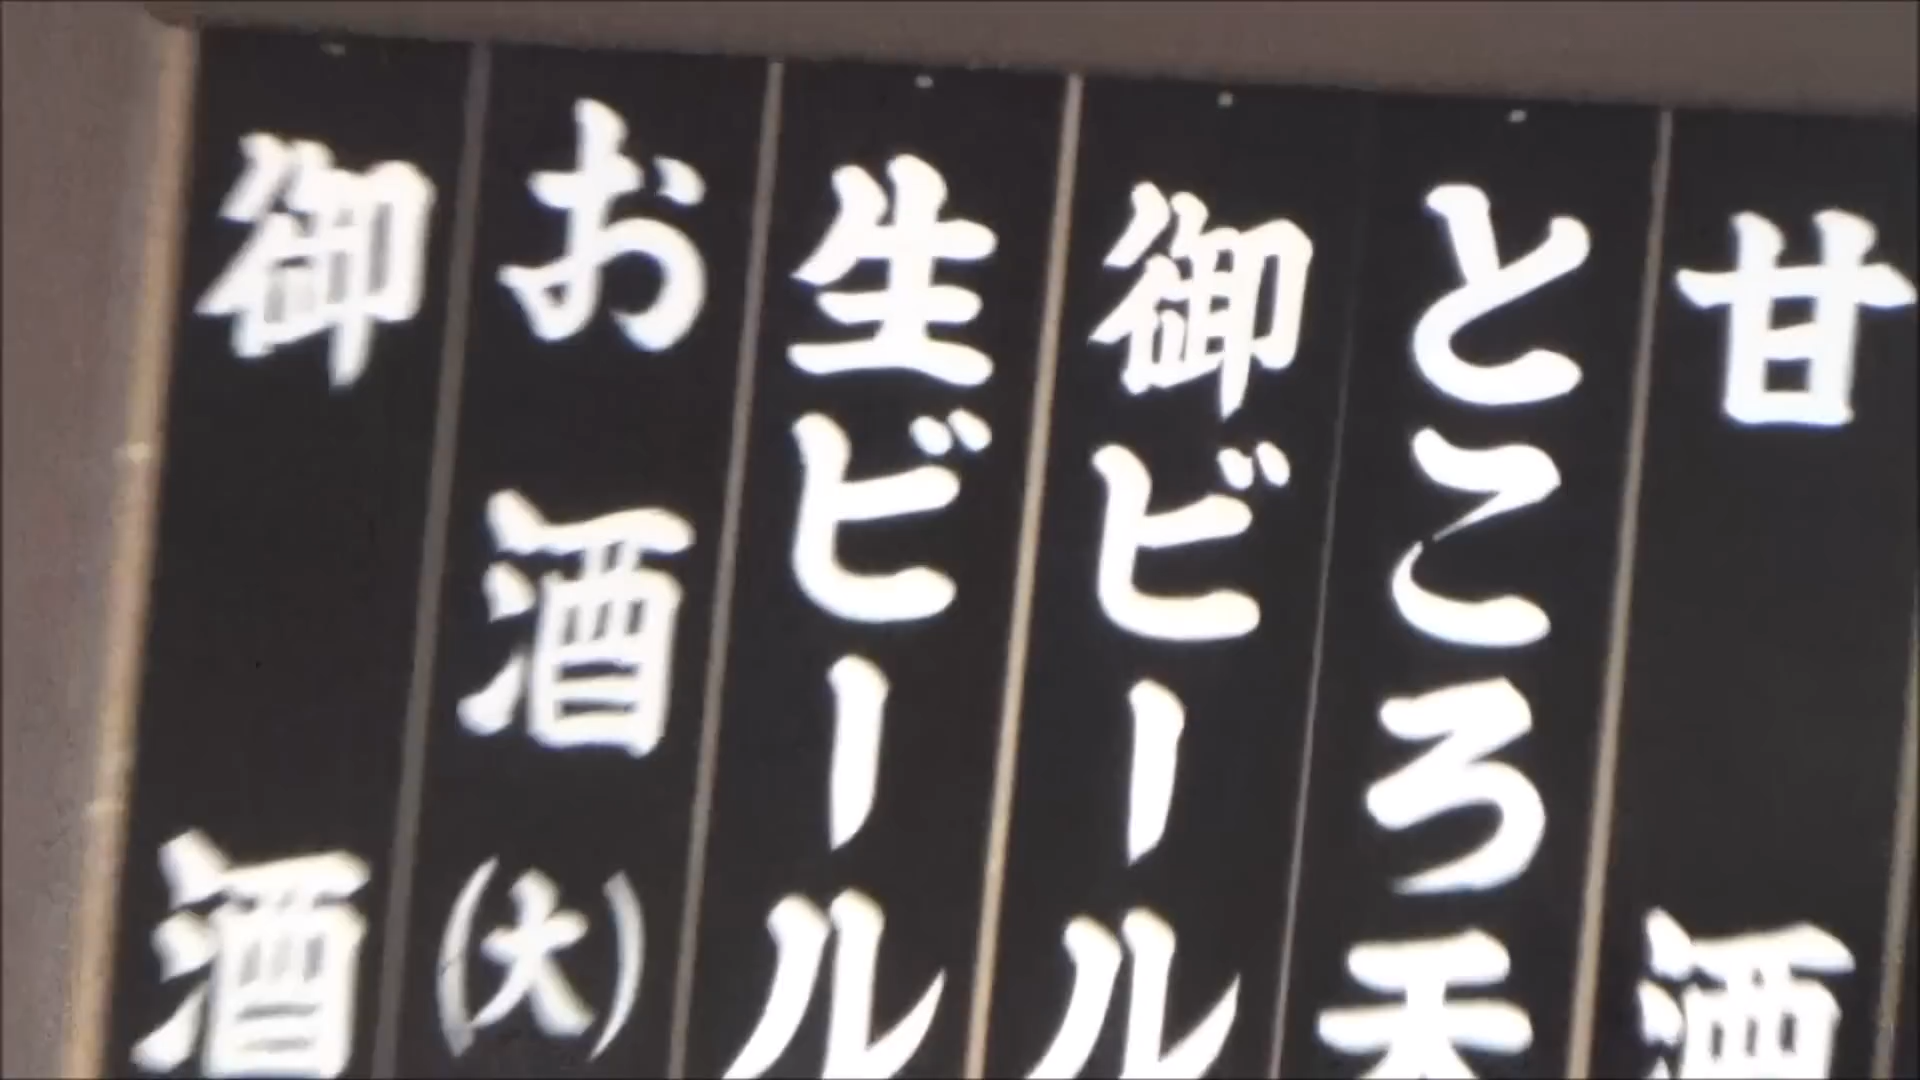 甘酒
ところ天
御ビール
生ビール
お酒(大)
御酒